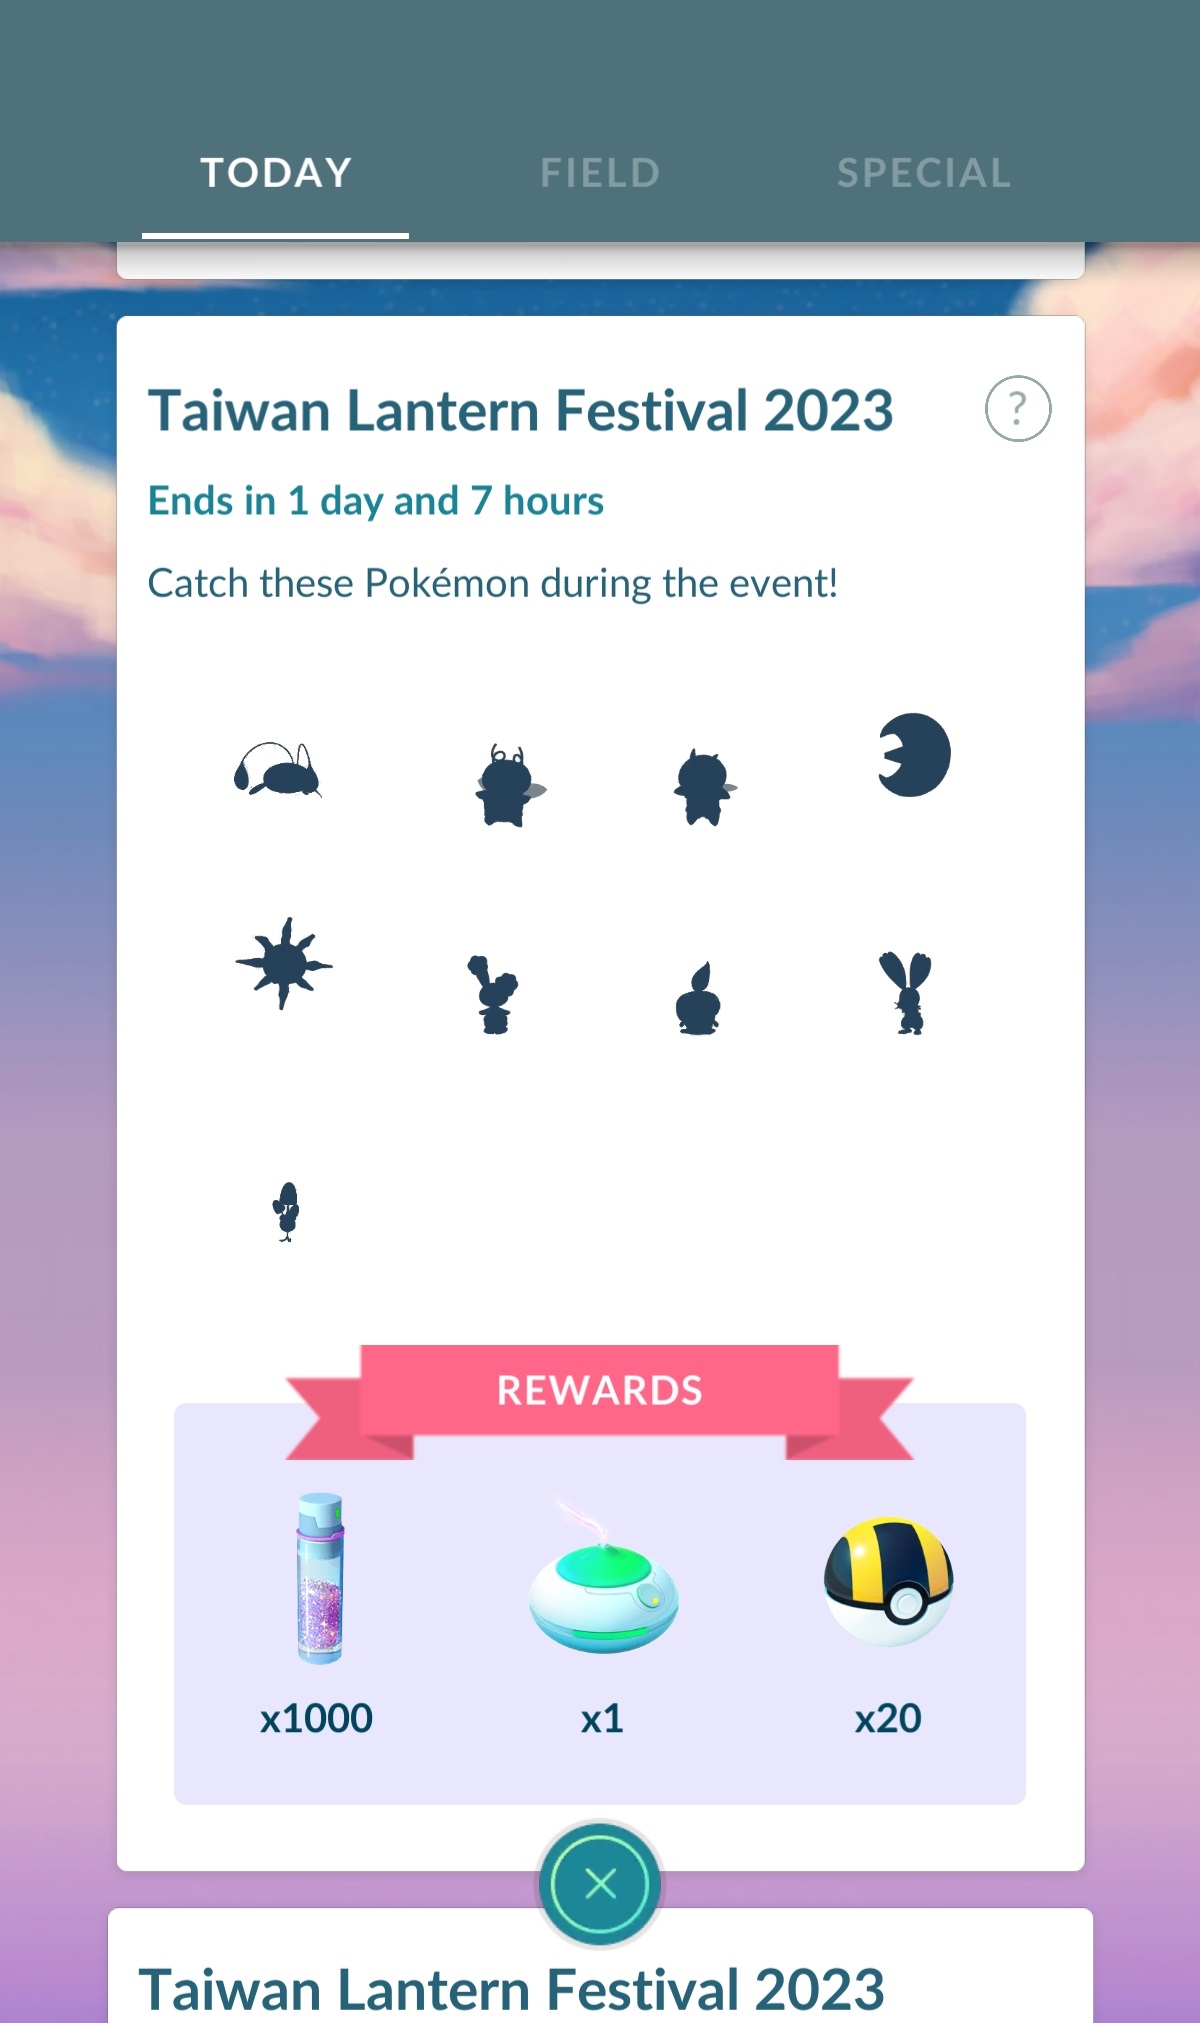 TODAY
FIELD
SPECIAL
Taiwan Lantern Festival 2023
?
Ends in 1 day and 7 hours
Catch these Pokémon during the event!
REWARDS
x1000
x1
x20
Taiwan Lantern Festival 2023